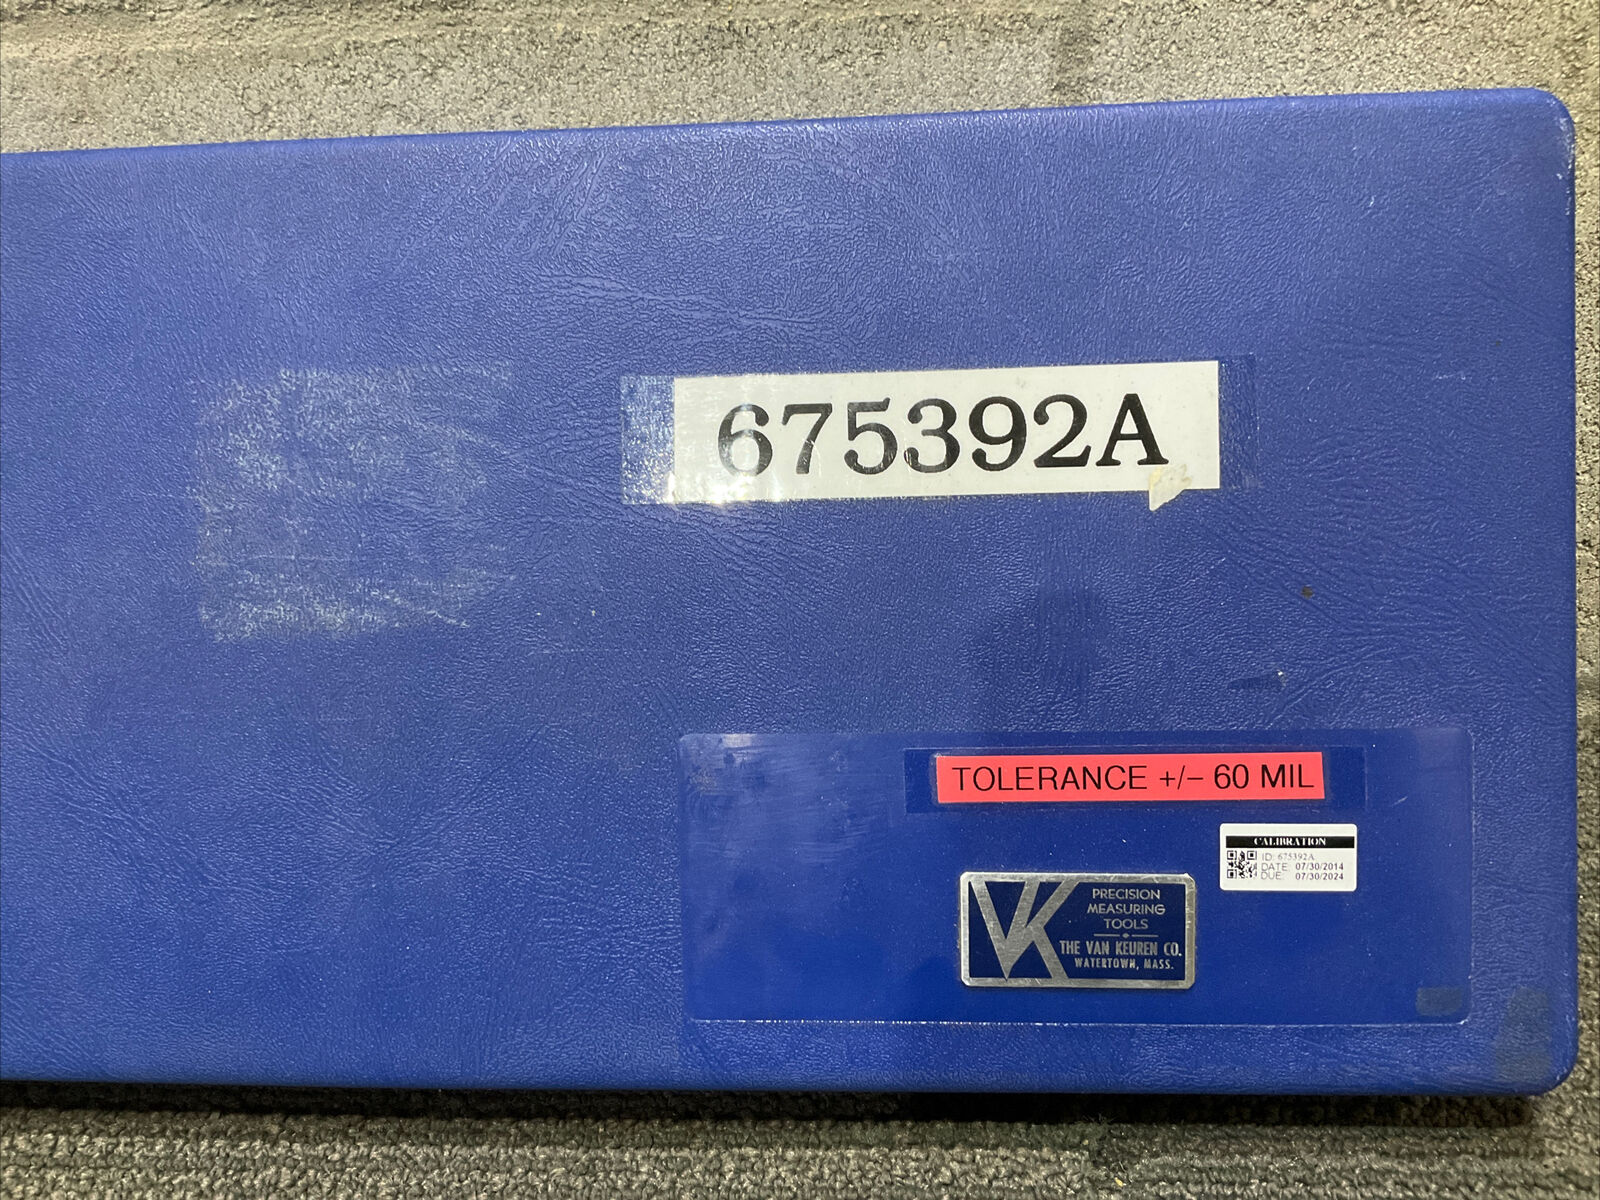 675392A
TOLERANCE +/– 60 MIL
CALIBRATION
ID: 675392A
DATE: 07/30/2014
DUE: 07/30/2024
VK
PRECISION
MEASURING
TOOLS
THE VAN KEUREN CO.
WATERTOWN, MASS.